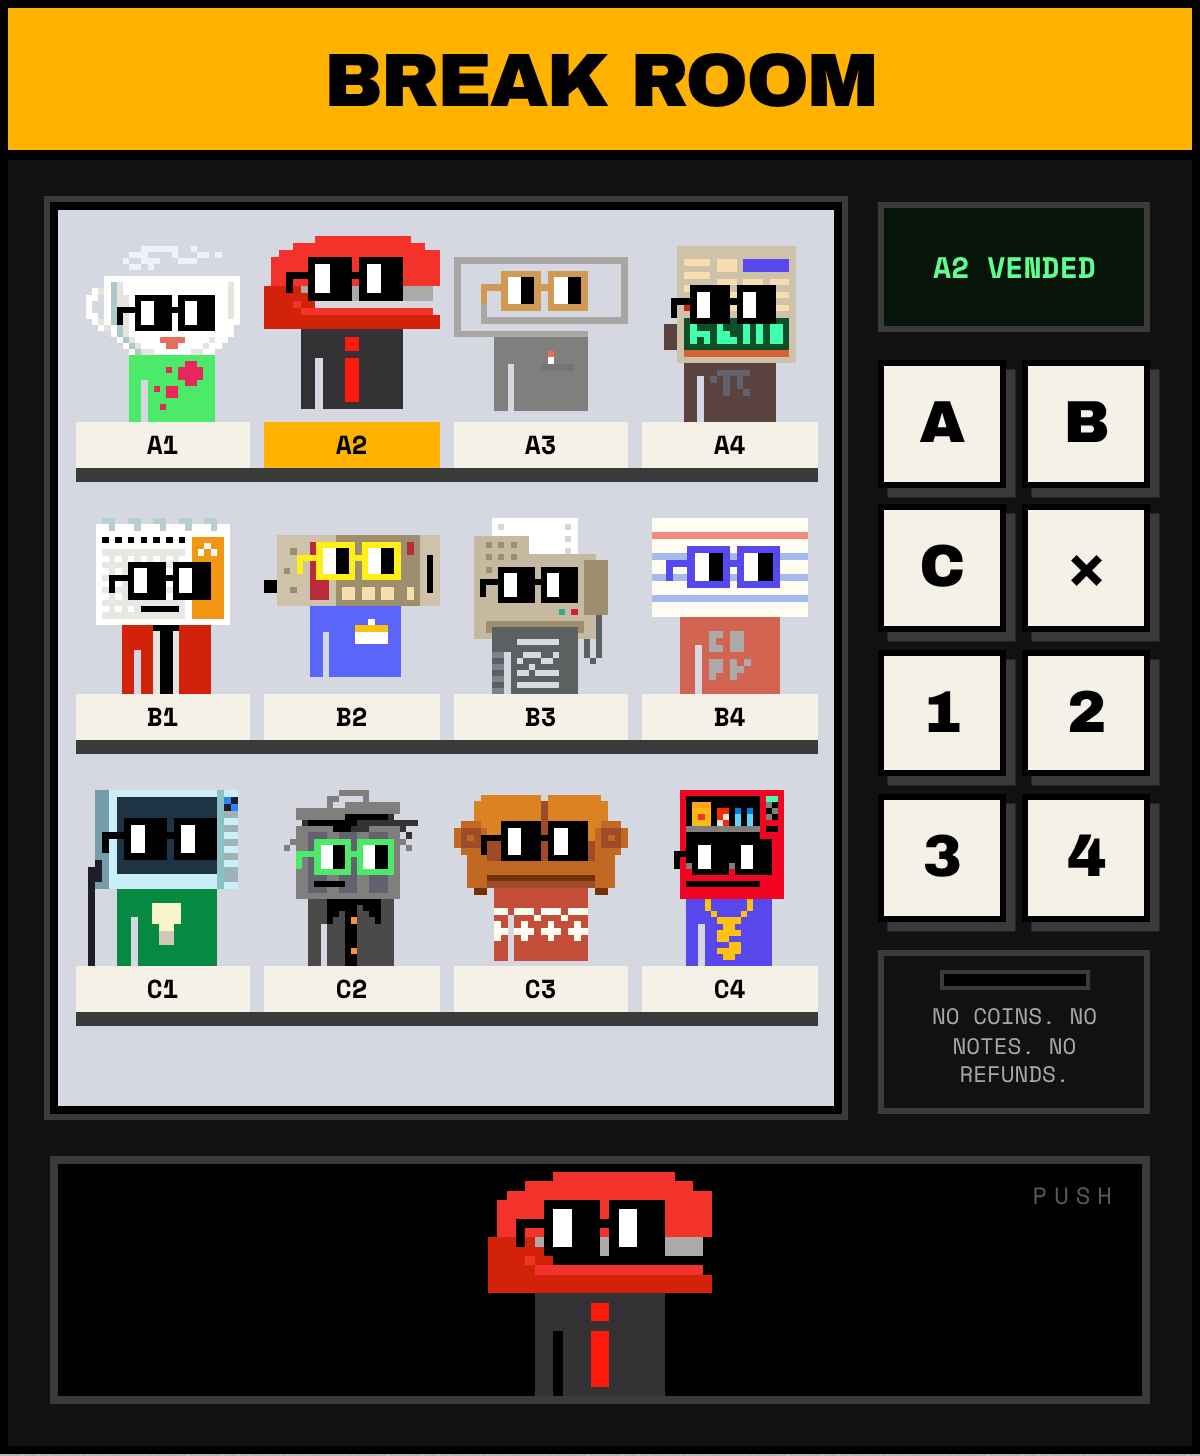 BREAK ROOM
A2 VENDED
A1 A2 A3 A4
B1 B2 B3 B4
C1 C2 C3 C4
A B
C ×
1 2
3 4
NO COINS. NO
NOTES. NO
REFUNDS.
PUSH